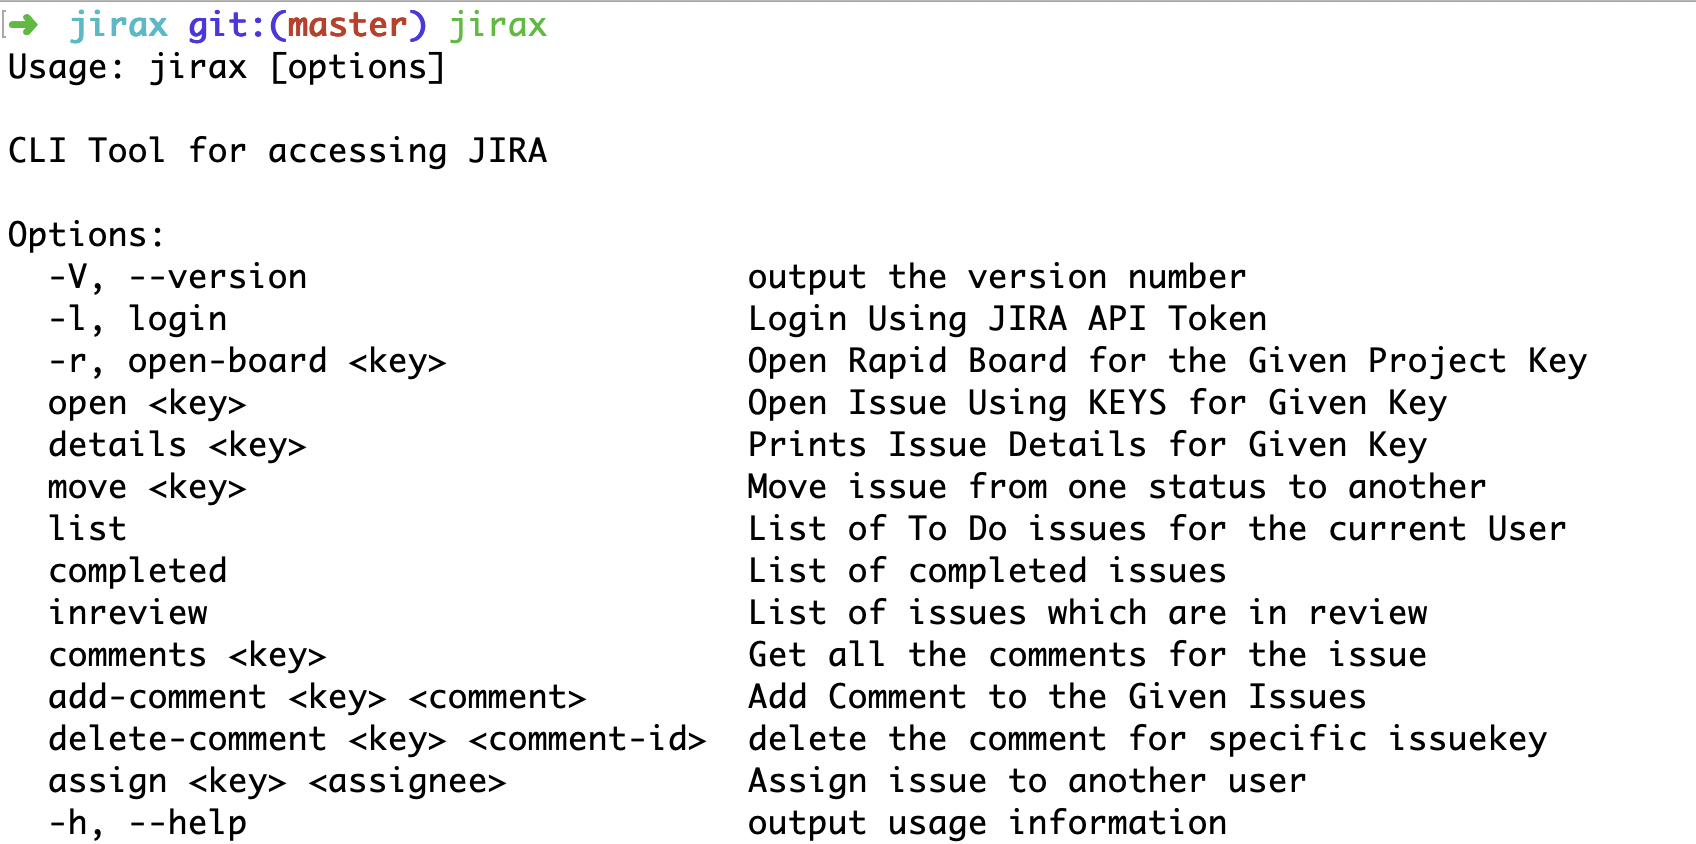 ➜ jirax git:(master) jirax
Usage: jirax [options]
CLI Tool for accessing JIRA
Options:
-V, --version output the version number
-l, login Login Using JIRA API Token
-r, open-board <key> Open Rapid Board for the Given Project Key
open <key> Open Issue Using KEYS for Given Key
details <key> Prints Issue Details for Given Key
move <key> Move issue from one status to another
list List of To Do issues for the current User
completed List of completed issues
inreview List of issues which are in review
comments <key> Get all the comments for the issue
add-comment <key> <comment> Add Comment to the Given Issues
delete-comment <key> <comment-id> delete the comment for specific issuekey
assign <key> <assignee> Assign issue to another user
-h, --help output usage information